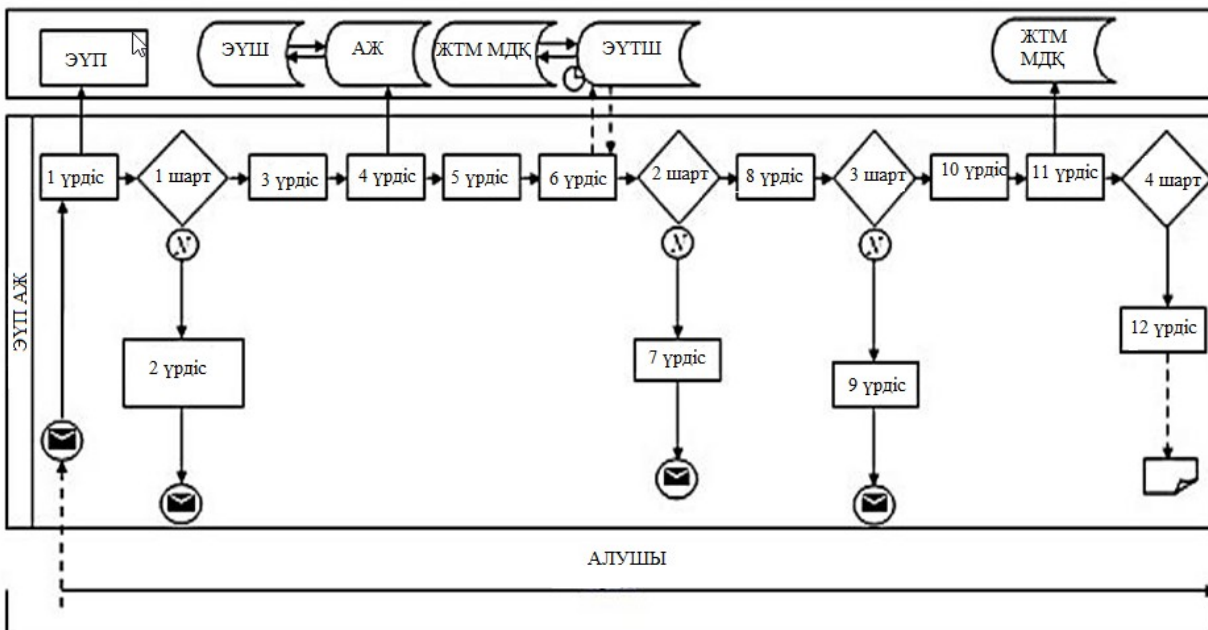 ЭҮП
ЭҮШ
АЖ
ЖТМ МДҚ
ЭҮТШ
ЖТМ
МДҚ
ЭҮП АЖ
1 үрдіс
1 шарт
3 үрдіс
4 үрдіс
5 үрдіс
6 үрдіс
2 шарт
8 үрдіс
3 шарт
10 үрдіс
11 үрдіс
4 шарт
N
N
N
2 үрдіс
7 үрдіс
9 үрдіс
12 үрдіс
АЛУШЫ